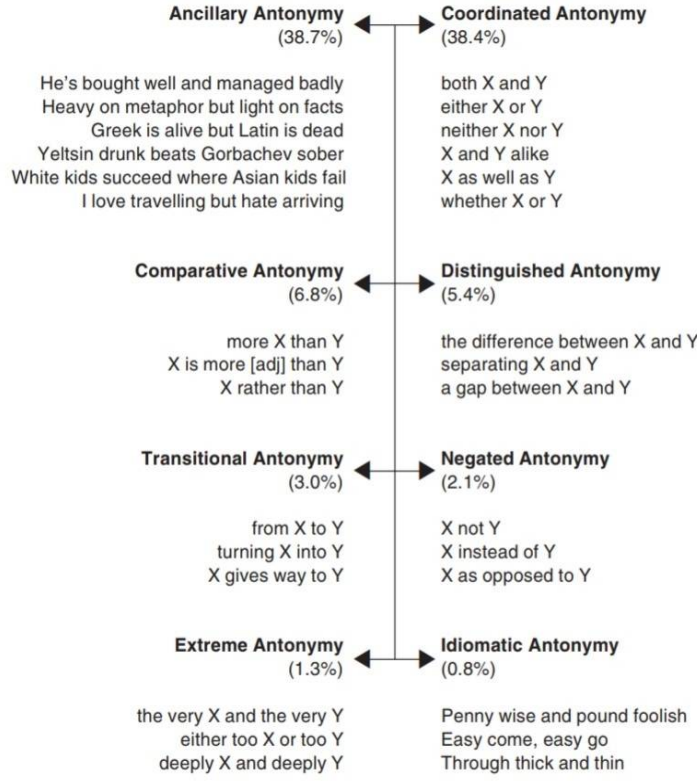 Ancillary Antonymy
(38.7%)
He's bought well and managed badly
Heavy on metaphor but light on facts
Greek is alive but Latin is dead
Yeltsin drunk beats Gorbachev sober
White kids succeed where Asian kids fail
I love travelling but hate arriving
Coordinated Antonymy
(38.4%)
both X and Y
either X or Y
neither X nor Y
X and Y alike
X as well as Y
whether X or Y
Comparative Antonymy
(6.8%)
more X than Y
X is more [adj] than Y
X rather than Y
Distinguished Antonymy
(5.4%)
the difference between X and Y
separating X and Y
a gap between X and Y
Transitional Antonymy
(3.0%)
from X to Y
turning X into Y
X gives way to Y
Negated Antonymy
(2.1%)
X not Y
X instead of Y
X as opposed to Y
Extreme Antonymy
(1.3%)
the very X and the very Y
either too X or too Y
deeply X and deeply Y
Idiomatic Antonymy
(0.8%)
Penny wise and pound foolish
Easy come, easy go
Through thick and thin